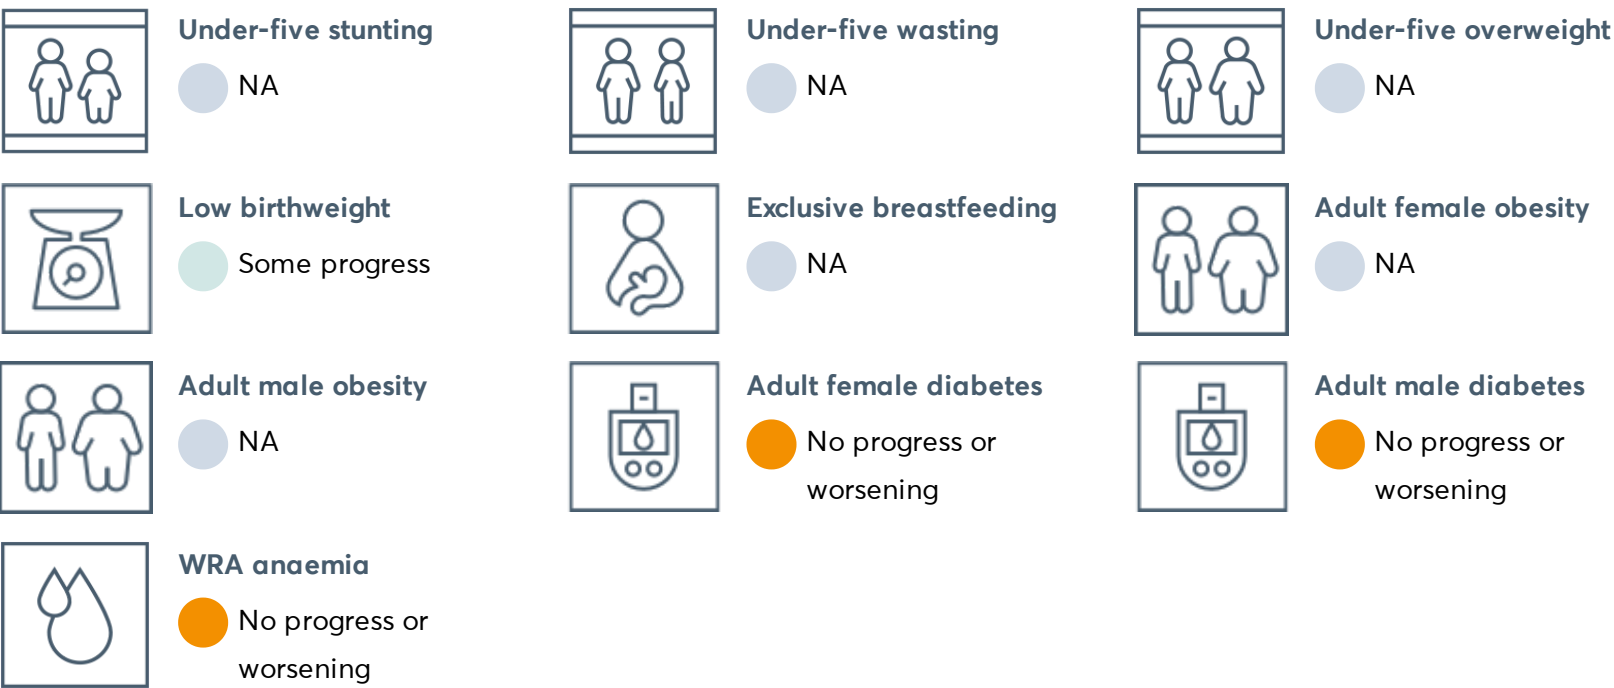 Under-five stunting
NA
Under-five wasting
NA
Under-five overweight
NA
Low birthweight
Some progress
Exclusive breastfeeding
NA
Adult female obesity
NA
Adult male obesity
NA
Adult female diabetes
No progress or
worsening
Adult male diabetes
No progress or
worsening
WRA anaemia
No progress or
worsening